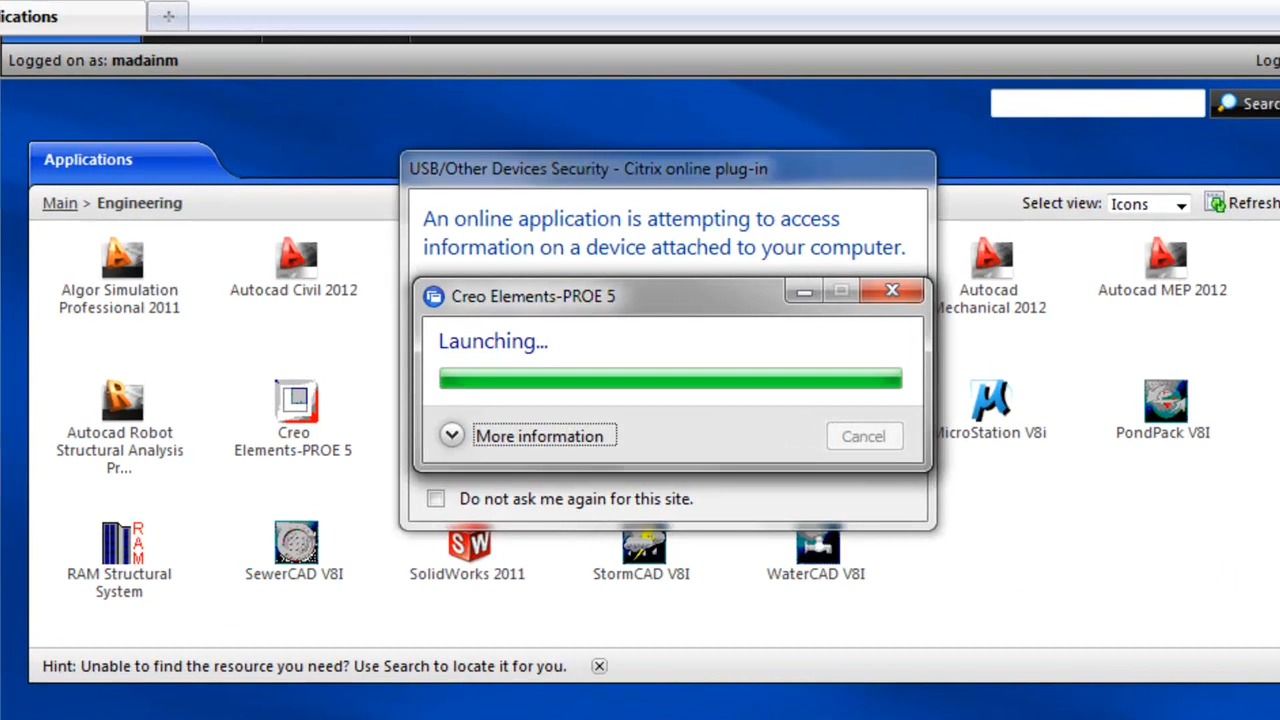 ications
Logged on as: madainm
Log
Search
Applications
USB/Other Devices Security - Citrix online plug-in
Main > Engineering
Select view: Icons
Refresh
An online application is attempting to access
information on a device attached to your computer.
Creo Elements-PROE 5
Launching...
More information
Cancel
Do not ask me again for this site.
Algor Simulation
Professional 2011
Autocad Civil 2012
Autocad
Mechanical 2012
Autocad MEP 2012
Autocad Robot
Structural Analysis
Pr...
Creo
Elements-PROE 5
MicroStation V8i
PondPack V8I
RAM
RAM Structural
System
SewerCAD V8I
SW
SolidWorks 2011
StormCAD V8I
WaterCAD V8I
Hint: Unable to find the resource you need? Use Search to locate it for you.